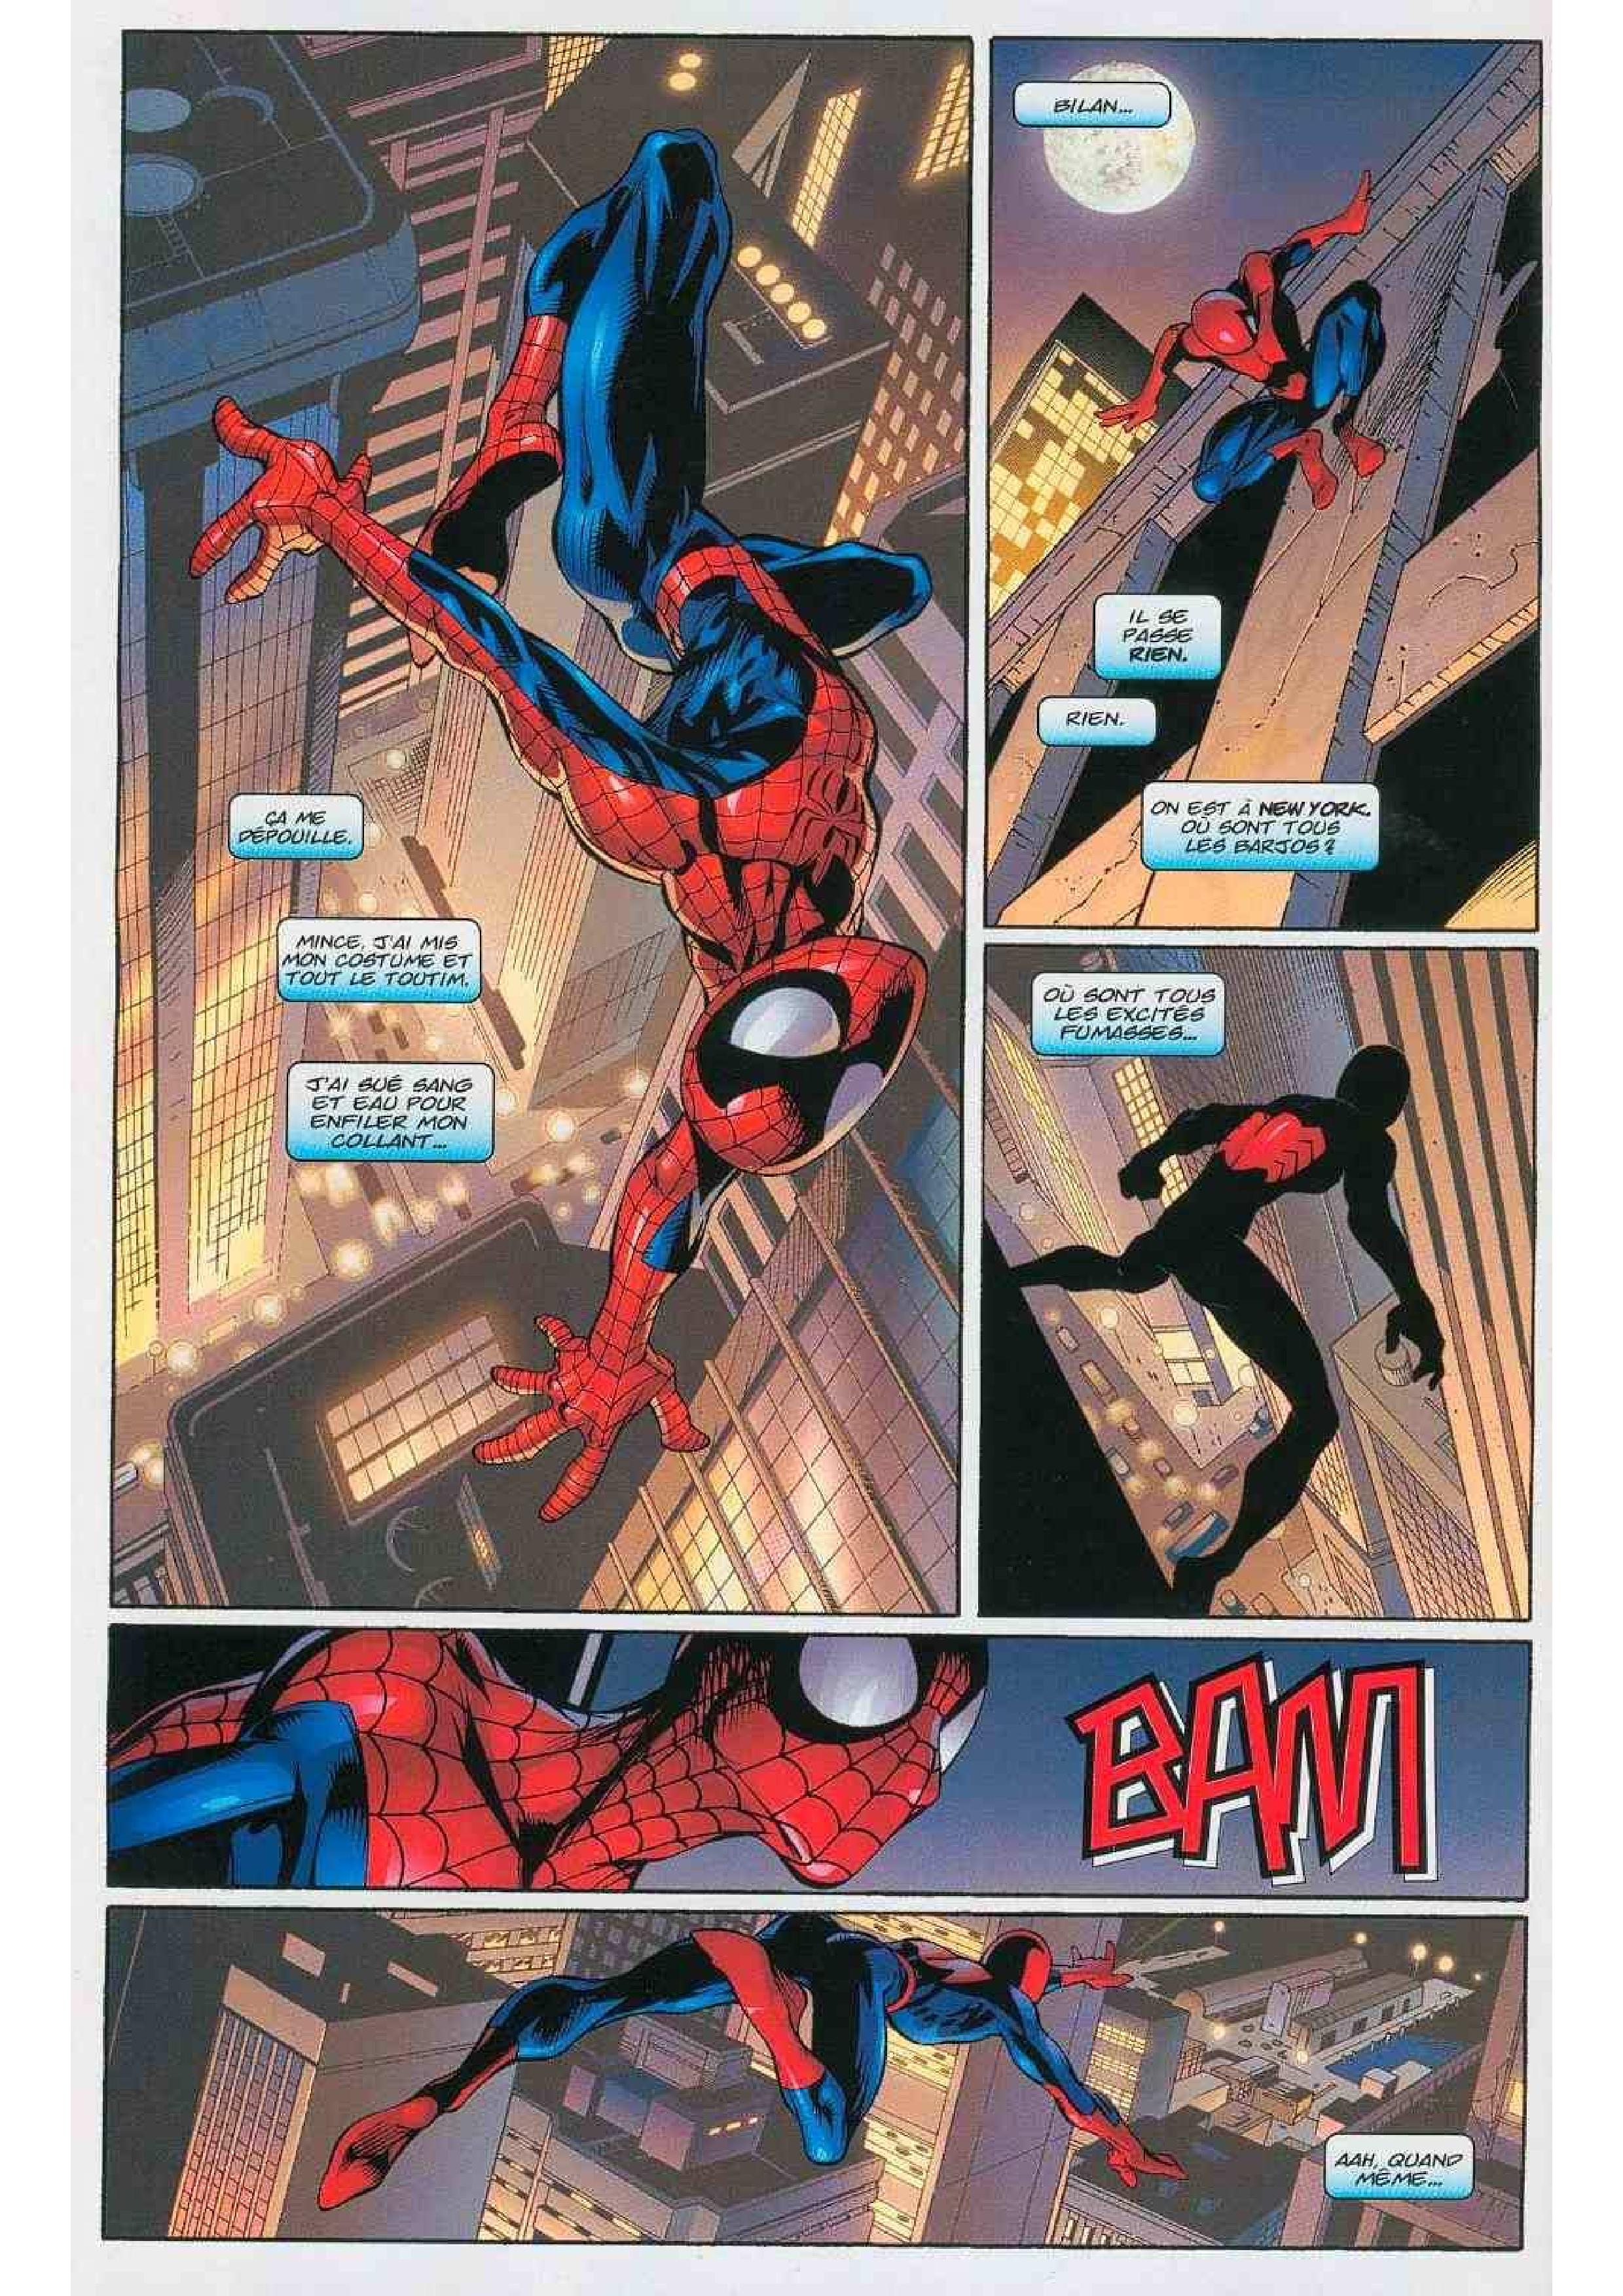 ÇA ME
DÉPOUILLE.
MINCE, J'AI MIS
MON COSTUME ET
TOUT LE TOUTIM.
J'AI SUÉ SANG
ET EAU POUR
ENFILER MON
COLLANT...
BILAN...
IL SE
PASSE
RIEN.
RIEN.
ON EST À NEW YORK.
OÙ SONT TOUS
LES BARJOS ?
OÙ SONT TOUS
LES EXCITÉS
FUMASSES...
BAM
AAH, QUAND
MÊME...